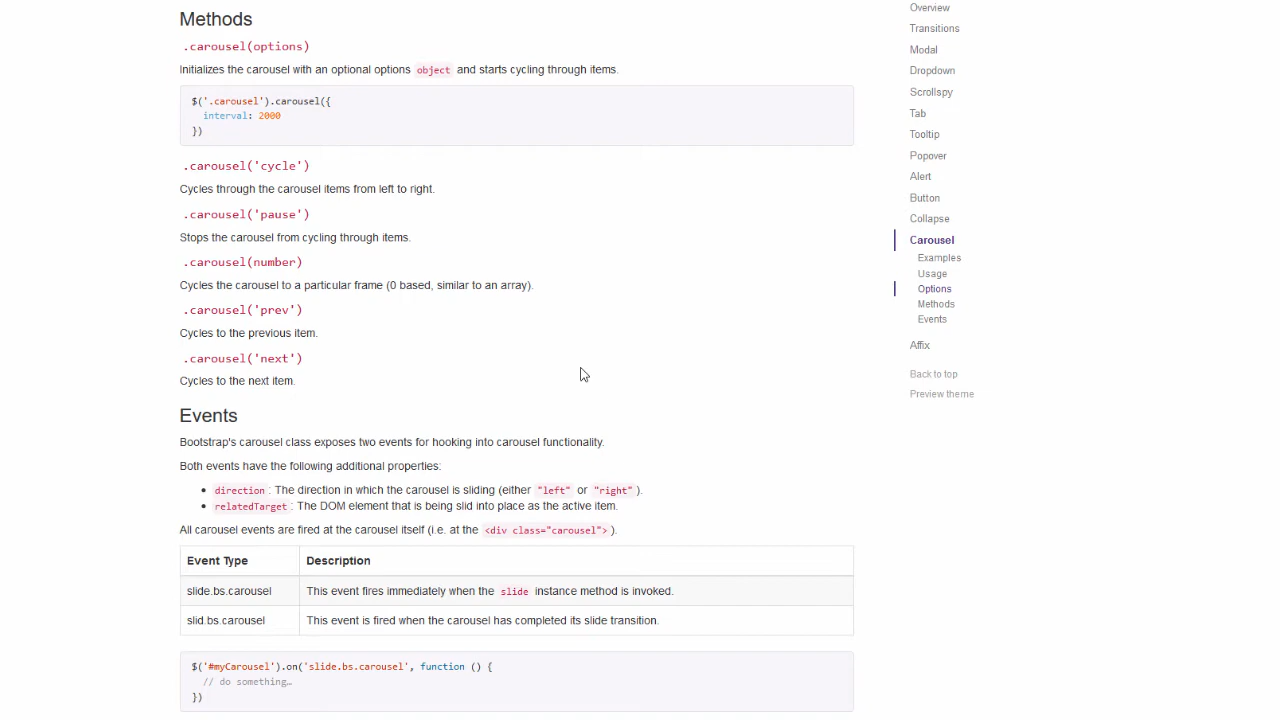 Methods
.carousel(options)
Initializes the carousel with an optional options object and starts cycling through items.
$('.carousel').carousel({
  interval: 2000
})
.carousel('cycle')
Cycles through the carousel items from left to right.
.carousel('pause')
Stops the carousel from cycling through items.
.carousel(number)
Cycles the carousel to a particular frame (0 based, similar to an array).
.carousel('prev')
Cycles to the previous item.
.carousel('next')
Cycles to the next item.
Events
Bootstrap's carousel class exposes two events for hooking into carousel functionality.
Both events have the following additional properties:
• direction: The direction in which the carousel is sliding (either "left" or "right").
• relatedTarget: The DOM element that is being slid into place as the active item.
All carousel events are fired at the carousel itself (i.e. at the <div class="carousel">).
Event Type Description
slide.bs.carousel This event fires immediately when the slide instance method is invoked.
slid.bs.carousel This event is fired when the carousel has completed its slide transition.
$('#myCarousel').on('slide.bs.carousel', function () {
  // do something…
})
Overview
Transitions
Modal
Dropdown
Scrollspy
Tab
Tooltip
Popover
Alert
Button
Collapse
Carousel
Examples
Usage
Options
Methods
Events
Affix
Back to top
Preview theme